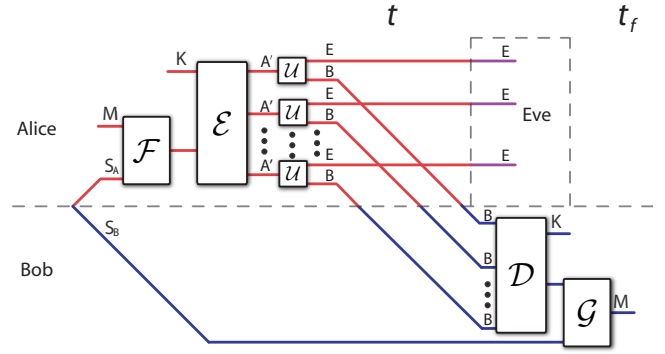 t t_f
E
K A' 𝒰 B E
E
M A' 𝒰 B E Eve
Alice ℱ ℰ
E
S_A A' 𝒰 B E
S_B B K
Bob B 𝒟
𝒢 M
B